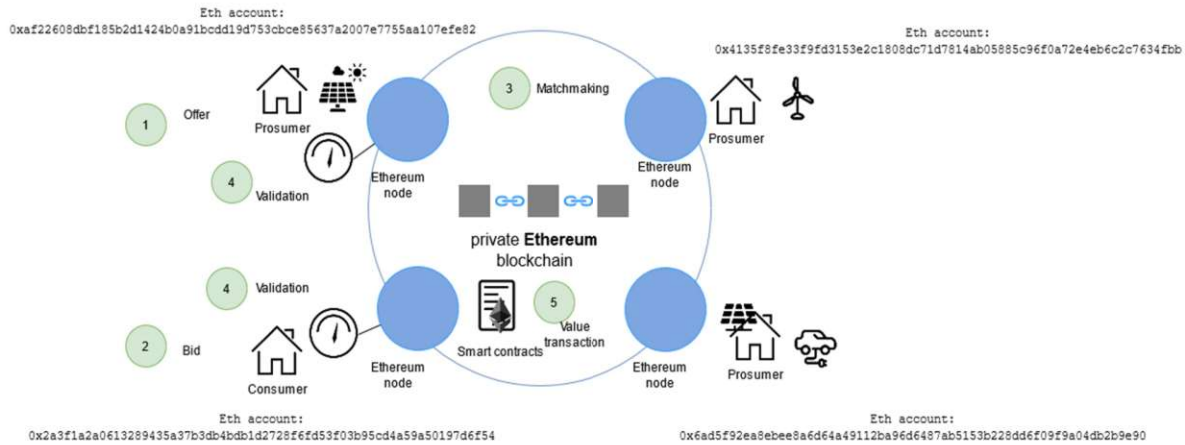 Eth account:
0xaf22608dbf185b2d1424b0a91bcdd19d753cbce85637a2007e7755aa107efe82
Eth account:
0x4135f8fe33f9fd3153e2c1808dc71d7814ab05885c96f0a72e4eb6c2c7634fbb
1
Offer
Prosumer
3
Matchmaking
Prosumer
4
Validation
Ethereum
node
Ethereum
node
private Ethereum
blockchain
4
Validation
2
Bid
Consumer
Ethereum
node
Smart contracts
5
Value
transaction
Ethereum
node
Prosumer
Eth account:
0x2a3f1a2a0613289435a37b3db4bdb1d2728f6fd53f03b95cd4a59a50197d6f54
Eth account:
0x6ad5f92ea8ebee8a6d64a49112ba96d6487ab5153b228dd6f09f9a04db2b9e90